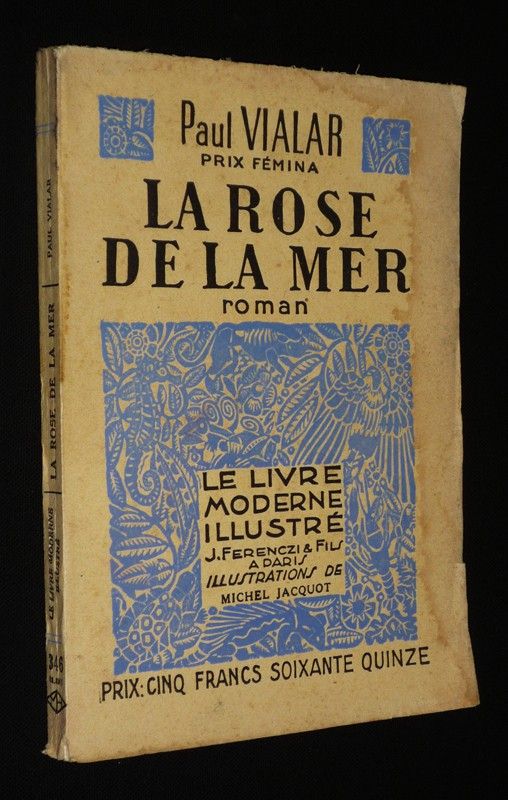 Paul VIALAR
PRIX FÉMINA
LA ROSE
DE LA MER
roman
LE LIVRE
MODERNE
ILLUSTRÉ
J. FERENCZI & FILS
A PARIS
ILLUSTRATIONS DE
MICHEL JACQUOT
PRIX: CINQ FRANCS SOIXANTE QUINZE
PAUL VIALAR
LA ROSE DE LA MER
LE LIVRE MODERNE
ILLUSTRÉ
346